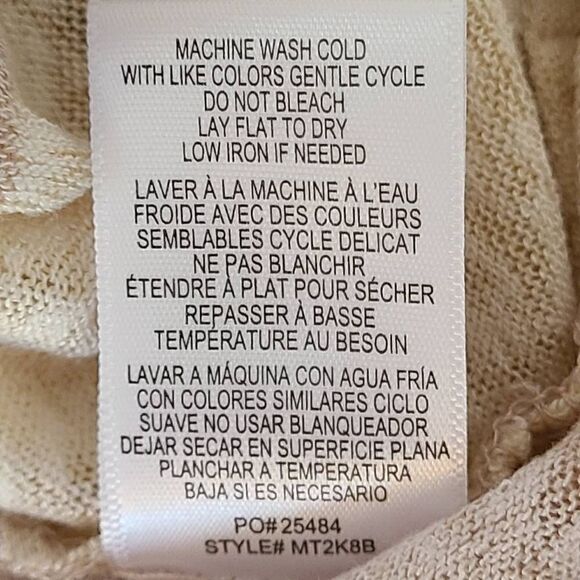 MACHINE WASH COLD
WITH LIKE COLORS GENTLE CYCLE
DO NOT BLEACH
LAY FLAT TO DRY
LOW IRON IF NEEDED
LAVER À LA MACHINE À L'EAU
FROIDE AVEC DES COULEURS
SEMBLABLES CYCLE DELICAT
NE PAS BLANCHIR
ÉTENDRE À PLAT POUR SÉCHER
REPASSER À BASSE
TEMPÉRATURE AU BESOIN
LAVAR A MÁQUINA CON AGUA FRÍA
CON COLORES SIMILARES CICLO
SUAVE NO USAR BLANQUEADOR
DEJAR SECAR EN SUPERFICIE PLANA
PLANCHAR A TEMPERATURA
BAJA SI ES NECESARIO
PO#25484
STYLE# MT2K8B